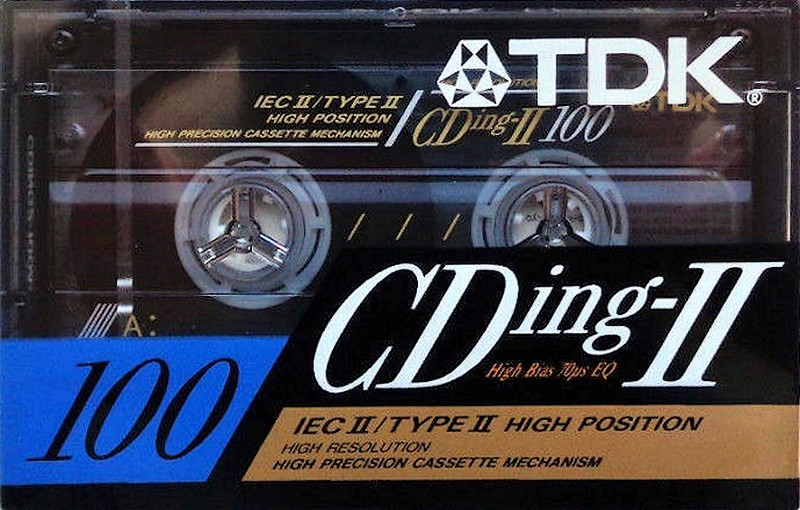 TDK®
TDK
IEC II/TYPE II
HIGH POSITION
HIGH PRECISION CASSETTE MECHANISM
CDing-II 100
A:
CDing-II
High Bias 70μs EQ
100
IEC II/TYPE II HIGH POSITION
HIGH RESOLUTION
HIGH PRECISION CASSETTE MECHANISM